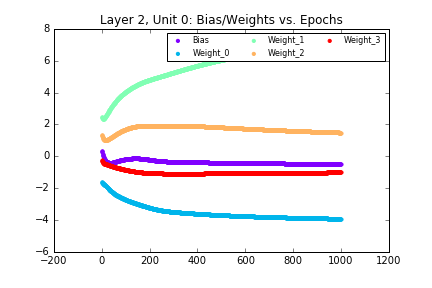 Layer 2, Unit 0: Bias/Weights vs. Epochs
8
6
4
2
0
−2
−4
−6
−200 0 200 400 600 800 1000 1200
Bias Weight_1 Weight_3
Weight_0 Weight_2